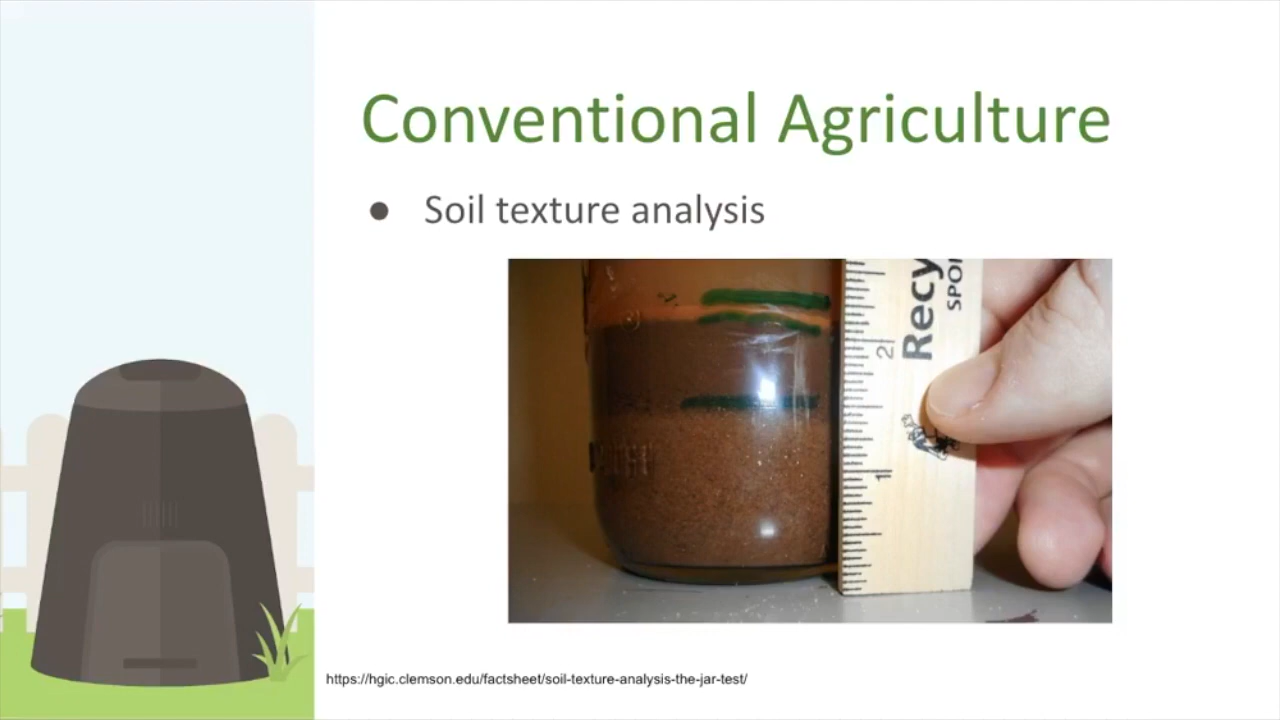 Conventional Agriculture
● Soil texture analysis
Recy
SPO
2
1
https://hgic.clemson.edu/factsheet/soil-texture-analysis-the-jar-test/